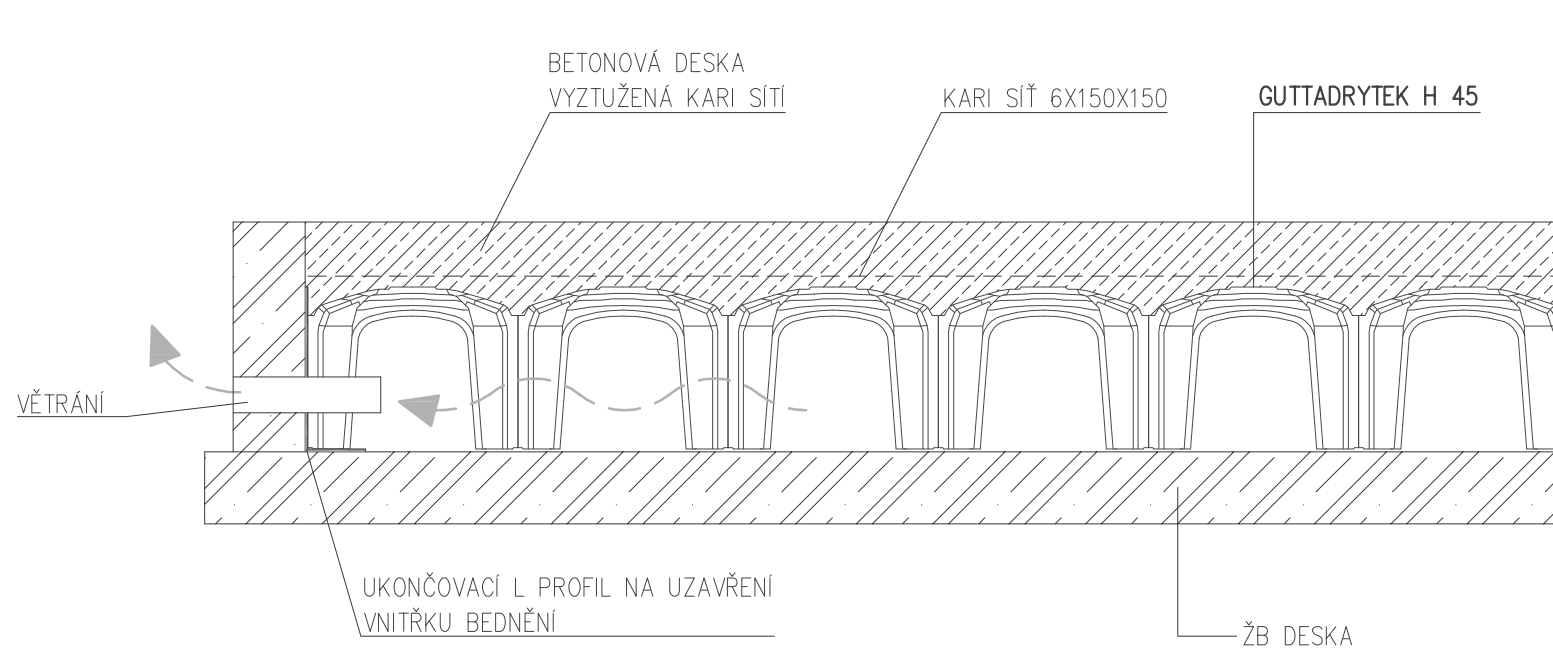 BETONOVÁ DESKA
VYZTUŽENÁ KARI SÍTÍ
KARI SÍŤ 6X150X150
GUTTADRYTEK H 45
VĚTRÁNÍ
UKONČOVACÍ L PROFIL NA UZAVŘENÍ
VNITŘKU BEDNĚNÍ
ŽB DESKA